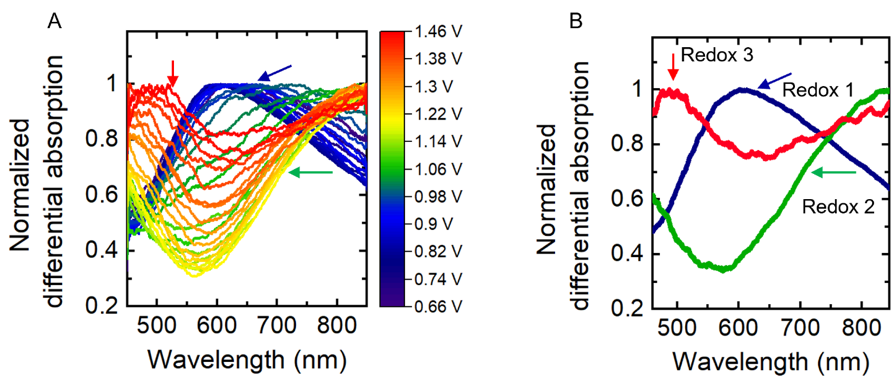 A
Normalized
differential absorption
1
0.8
0.6
0.4
0.2
500 600 700 800
Wavelength (nm)
1.46 V
1.38 V
1.3 V
1.22 V
1.14 V
1.06 V
0.98 V
0.9 V
0.82 V
0.74 V
0.66 V
B
Normalized
differential absorption
1
0.8
0.6
0.4
0.2
Redox 3
Redox 1
Redox 2
500 600 700 800
Wavelength (nm)